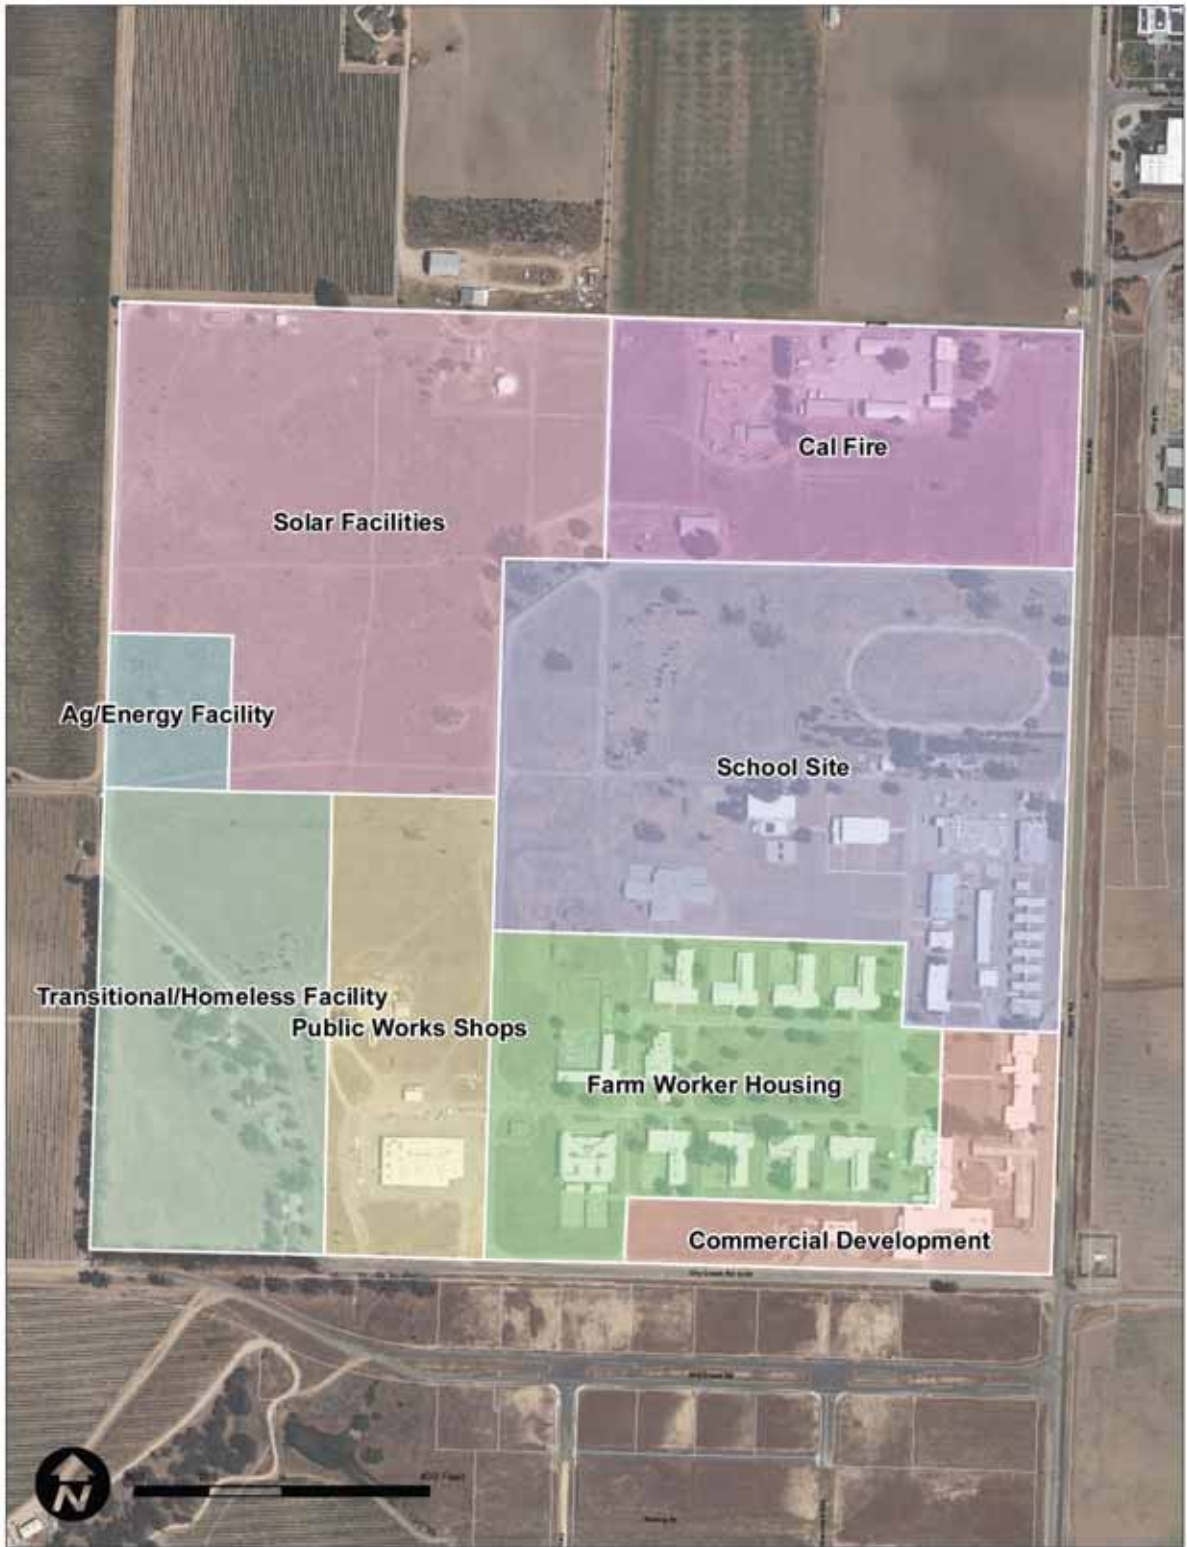 Cal Fire
Solar Facilities
Ag/Energy Facility
School Site
Transitional/Homeless Facility
Public Works Shops
Farm Worker Housing
Commercial Development
N